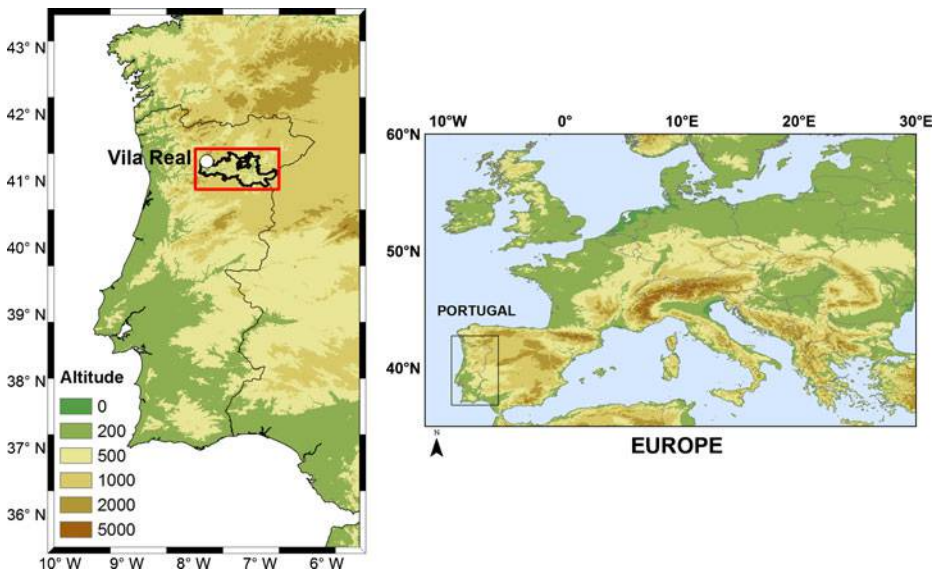 43° N
42° N
Vila Real
41° N
40° N
39° N
38° N
37° N
36° N
Altitude
0
200
500
1000
2000
5000
10° W 9° W 8° W 7° W 6° W
10°W 0° 10°E 20°E 30°E
60°N
50°N
PORTUGAL
40°N
EUROPE